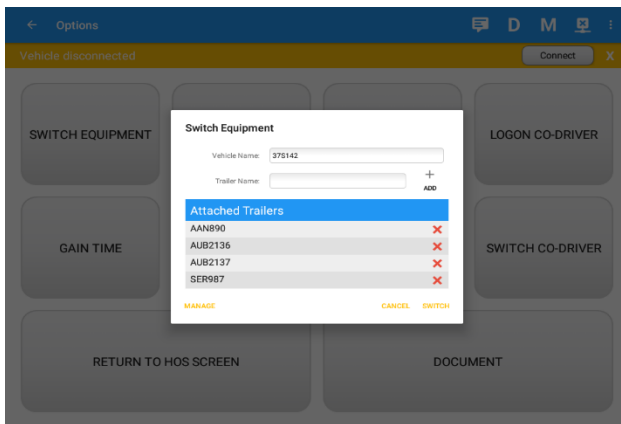 Options
D M
Vehicle disconnected
Connect X
SWITCH EQUIPMENT
LOGON CO-DRIVER
Switch Equipment
Vehicle Name: 37S142
Trailer Name:
ADD
Attached Trailers
AAN890
AUB2136
AUB2137
SER987
MANAGE CANCEL SWITCH
GAIN TIME
SWITCH CO-DRIVER
RETURN TO HOS SCREEN
DOCUMENT